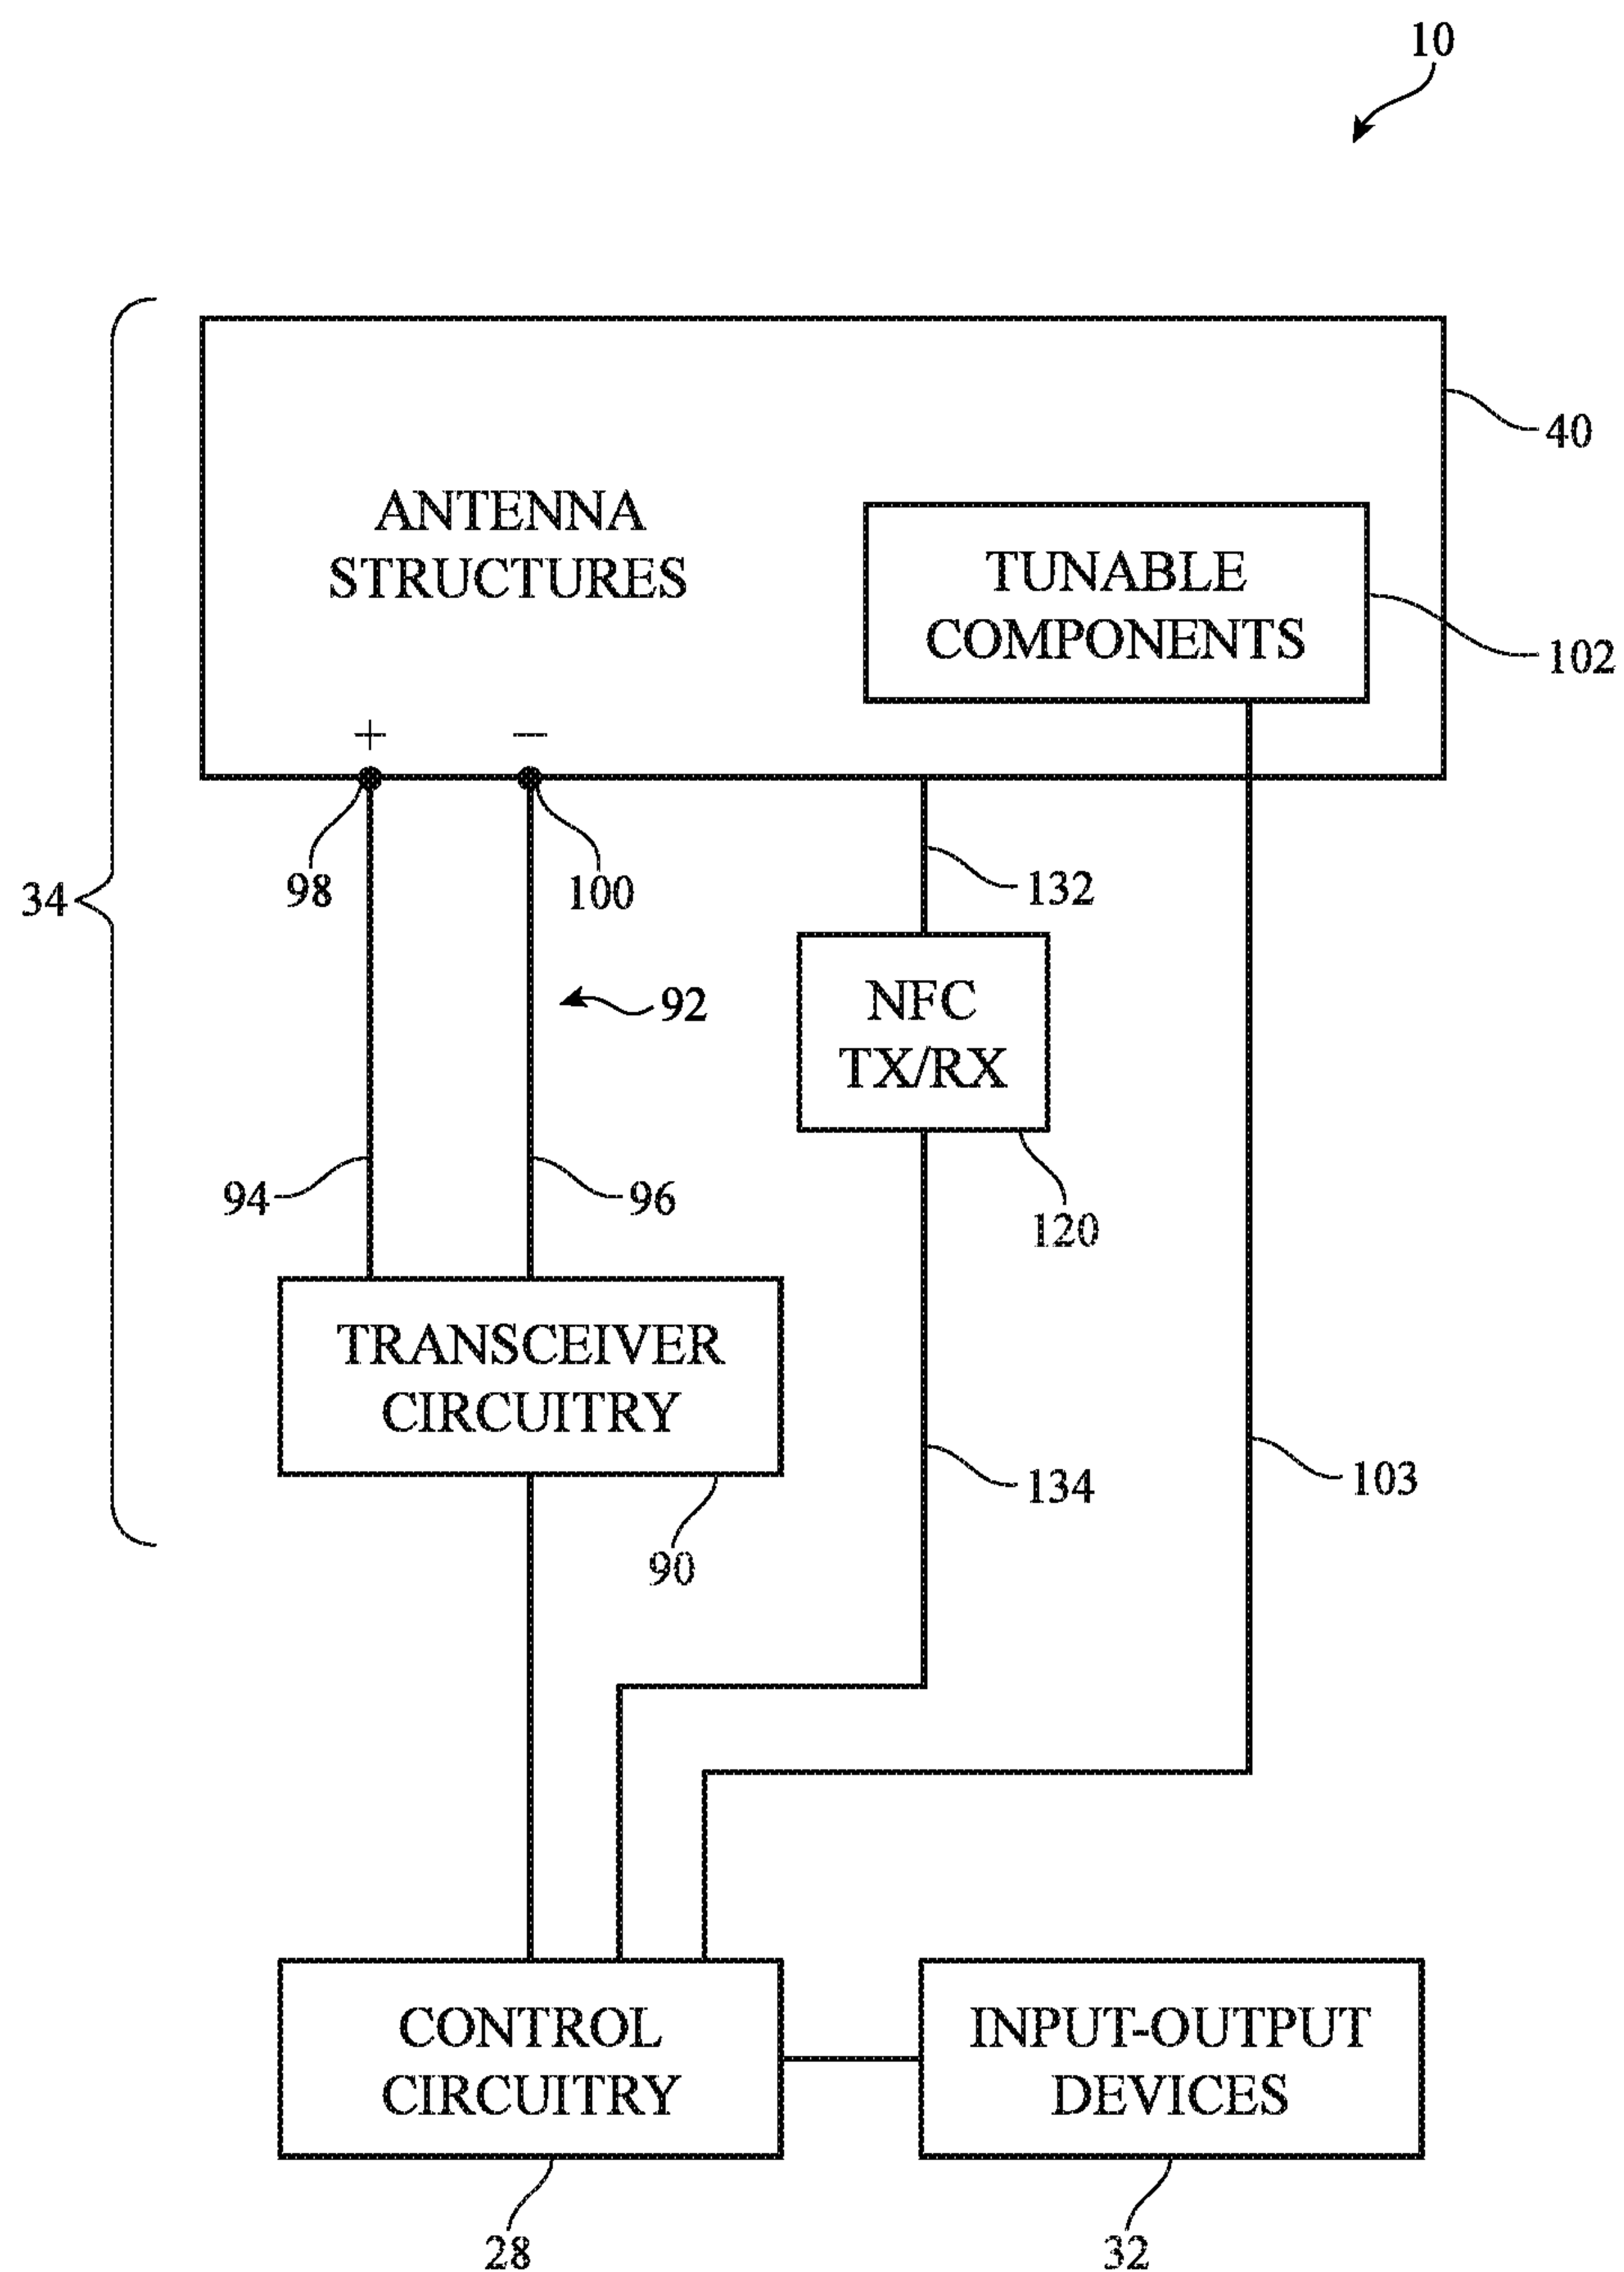 10
40
ANTENNA
STRUCTURES
TUNABLE
COMPONENTS
102
+
—
98
100
132
34
92
NFC
TX/RX
94
96
120
TRANSCEIVER
CIRCUITRY
134
103
90
CONTROL
CIRCUITRY
INPUT-OUTPUT
DEVICES
28
32